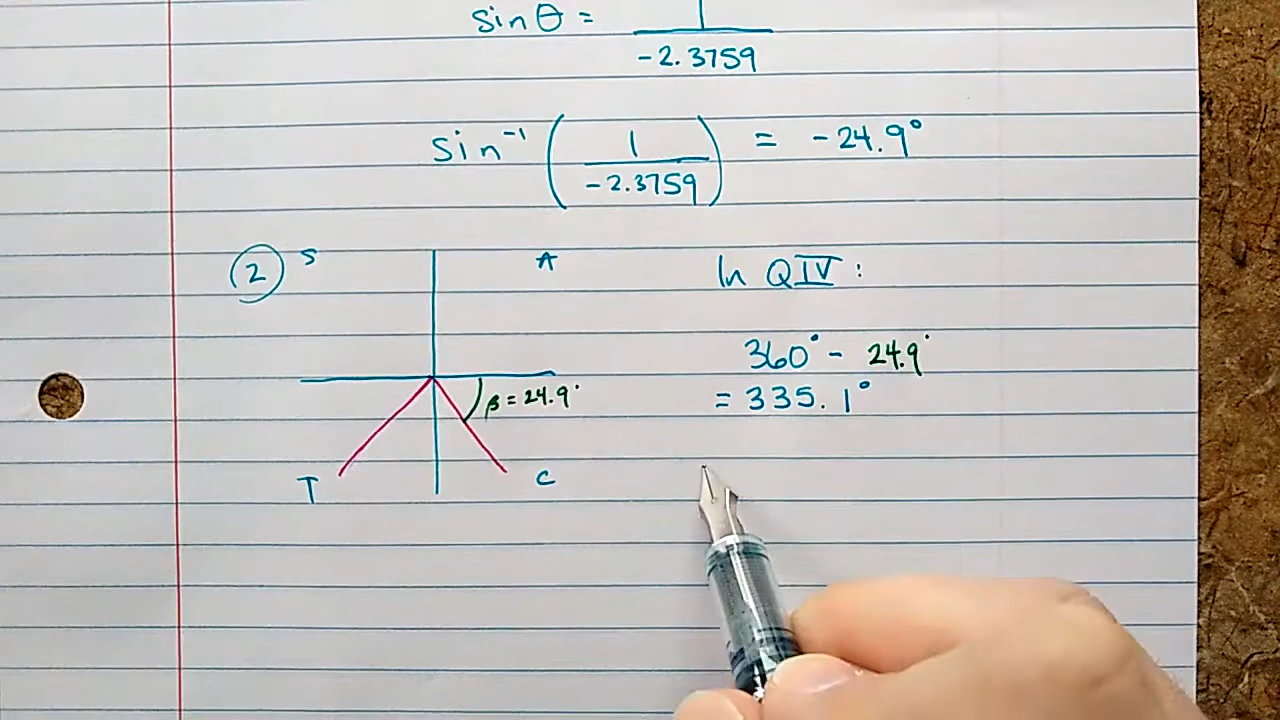 sin θ = 1 / -2.3759
sin⁻¹ ( 1 / -2.3759 ) = -24.9°
② S A
In QIV :
360° - 24.9°
= 335.1°
β = 24.9°
T C